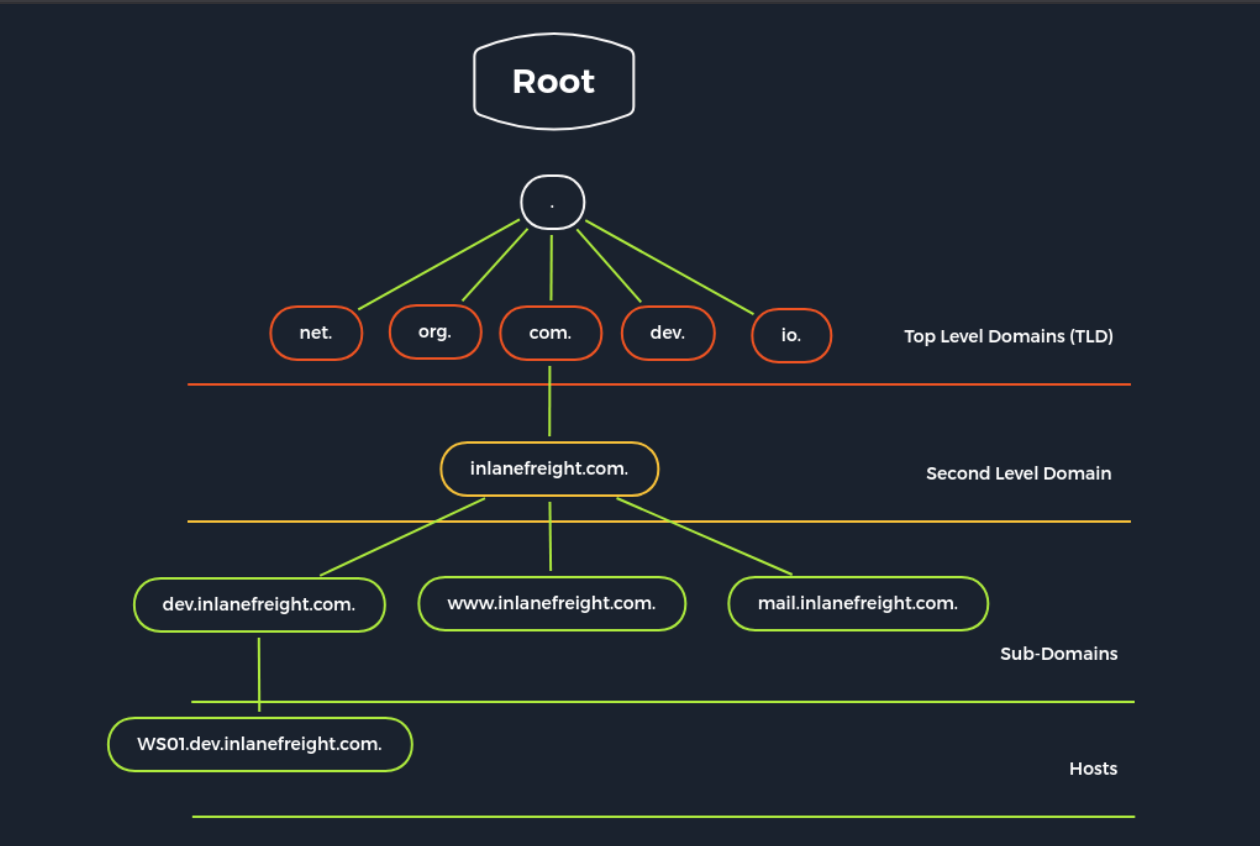 Root
.
net.
org.
com.
dev.
io.
Top Level Domains (TLD)
inlanefreight.com.
Second Level Domain
dev.inlanefreight.com.
www.inlanefreight.com.
mail.inlanefreight.com.
Sub-Domains
WS01.dev.inlanefreight.com.
Hosts